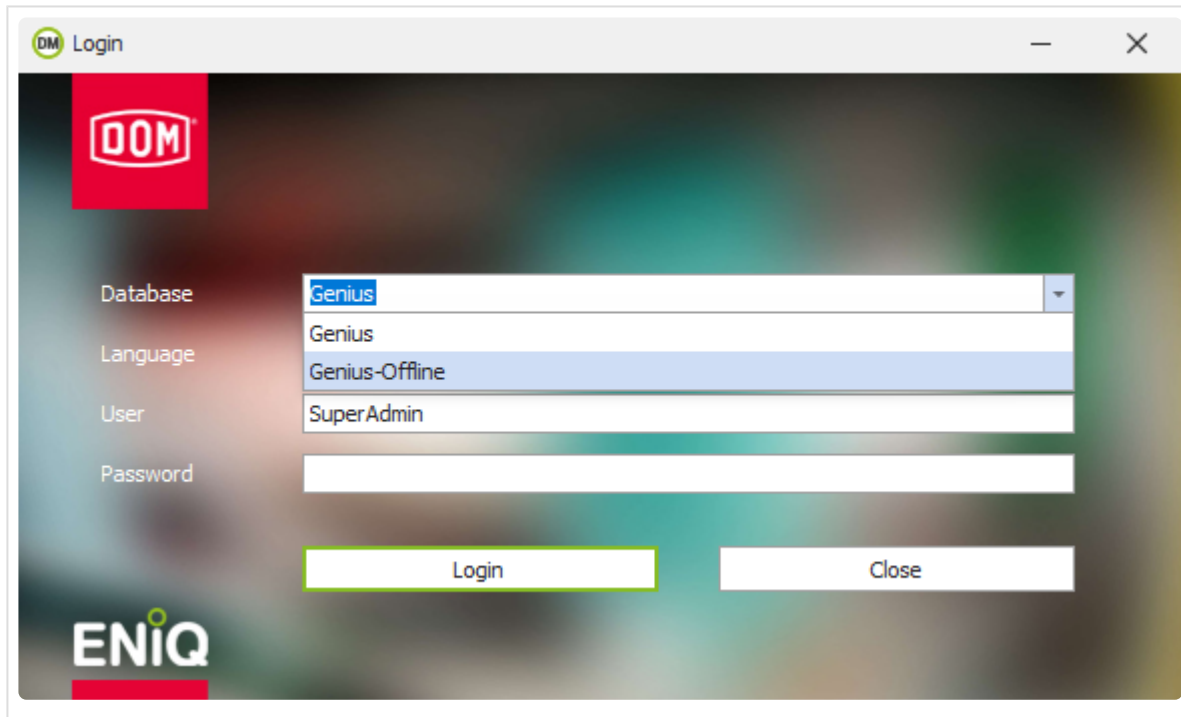 DM Login
DOM
Database Genius
Genius
Language
Genius-Offline
User SuperAdmin
Password
Login Close
ENiQ